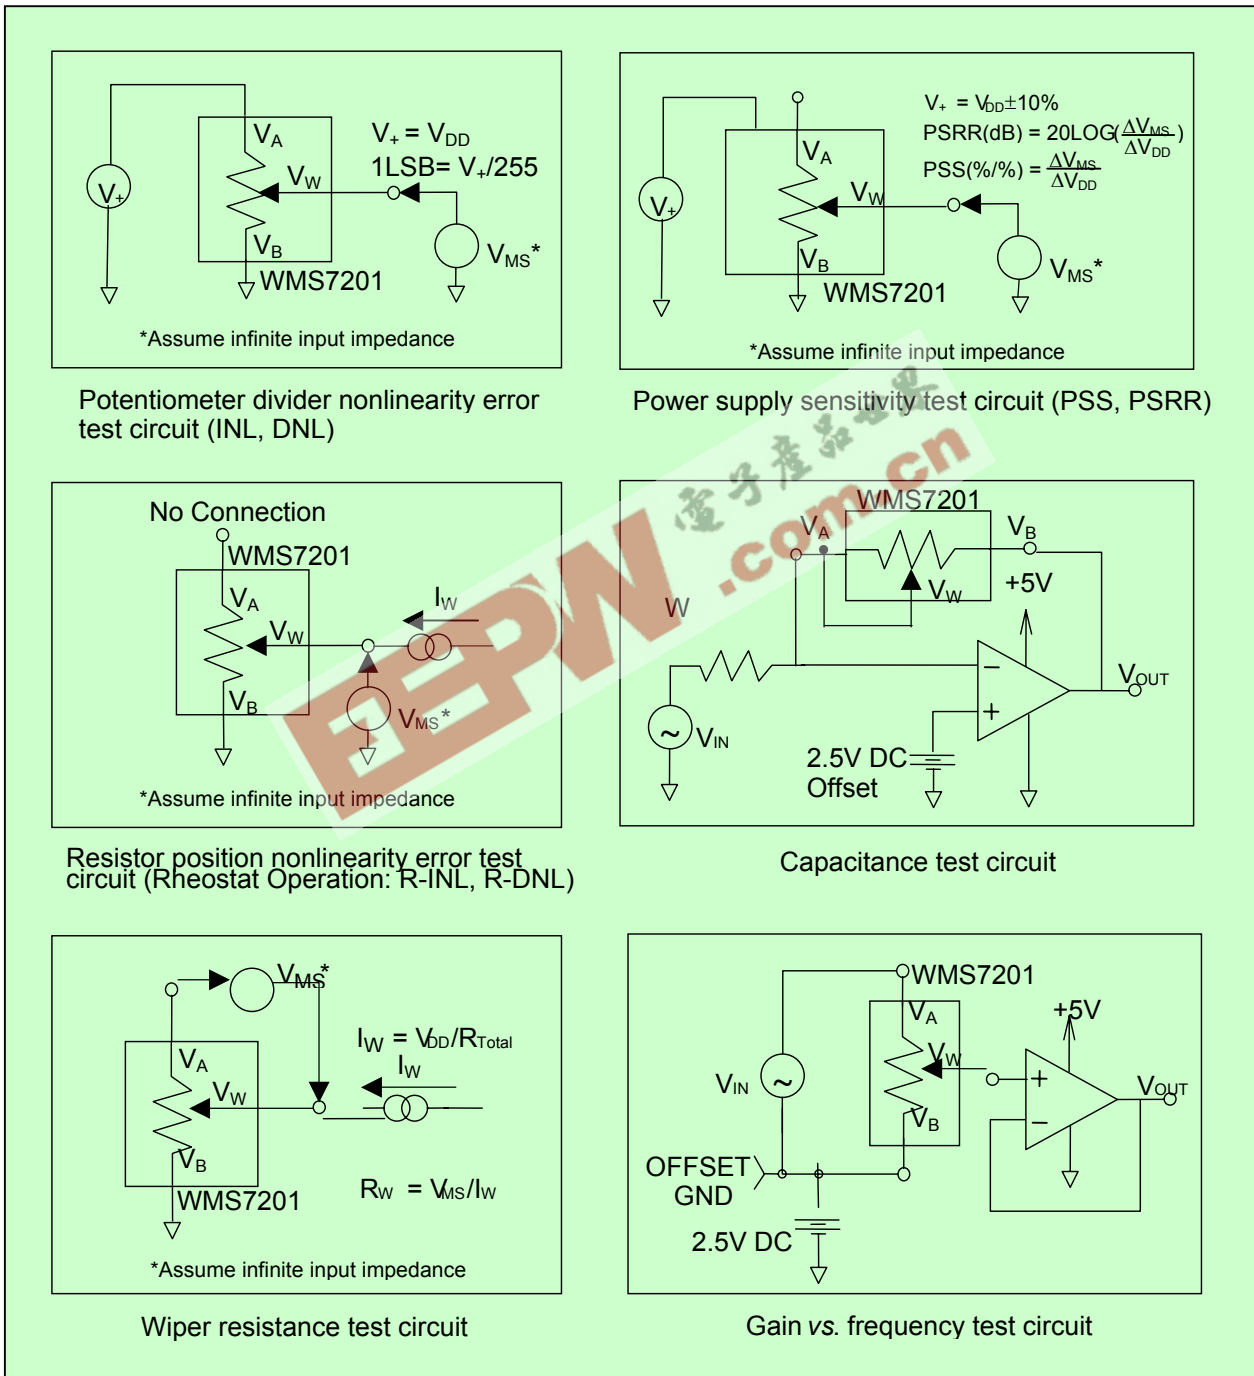 V+ = VDD
1LSB= V+/255
VA
V+
VW
VB
VMS*
WMS7201
*Assume infinite input impedance
Potentiometer divider nonlinearity error
test circuit (INL, DNL)
V+ = VDD±10%
PSRR(dB) = 20LOG(ΔVMS/ΔVDD)
PSS(%/%) = ΔVMS/ΔVDD
VA
V+
VW
VB
VMS*
WMS7201
*Assume infinite input impedance
Power supply sensitivity test circuit (PSS, PSRR)
No Connection
WMS7201
VA
IW
VW
VB
VMS*
*Assume infinite input impedance
Resistor position nonlinearity error test
circuit (Rheostat Operation: R-INL, R-DNL)
WMS7201
VA
VB
VW
+5V
W
−
VOUT
+
~
VIN
2.5V DC
Offset
Capacitance test circuit
VMS*
IW = VDD/RTotal
VA
IW
VW
VB
RW = VMS/IW
WMS7201
*Assume infinite input impedance
Wiper resistance test circuit
WMS7201
VA
+5V
VW
VIN
~
+
VOUT
−
VB
OFFSET
GND
2.5V DC
Gain vs. frequency test circuit
電子產品世界
EEPW
.com.cn